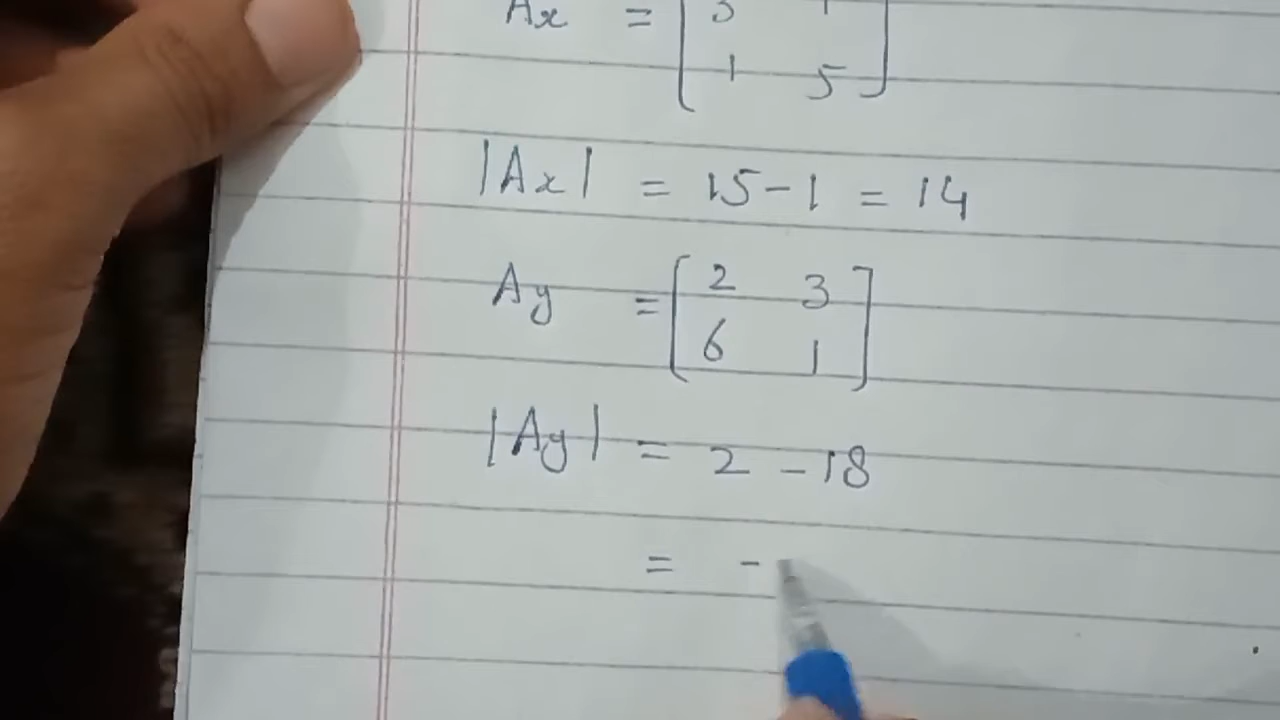 Ax = [3 1
1 5]
|Ax| = 15-1 = 14
Ay = [2 3
6 1]
|Ay| = 2 -18
= -